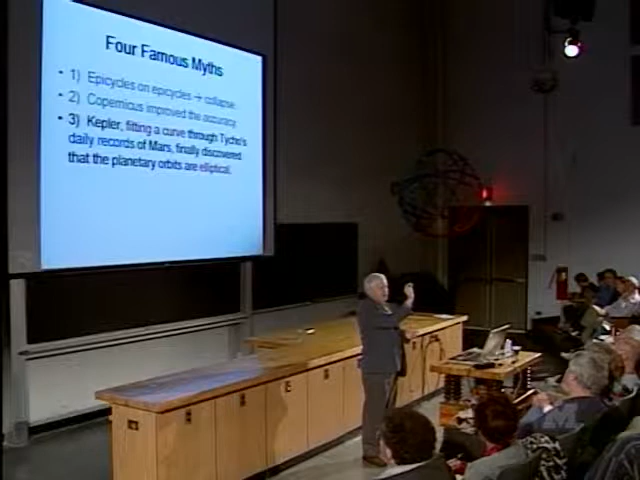 Four Famous Myths
• 1) Epicycles on epicycles → collapse
• 2) Copernicus improved the accuracy
• 3) Kepler, fitting a curve through Tycho's
daily records of Mars, finally discovered
that the planetary orbits are elliptical.
M